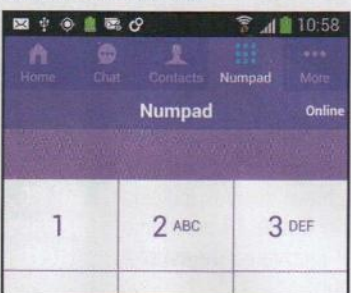 10:58
Home Chat Contacts Numpad More
Numpad Online
1 2 ABC 3 DEF